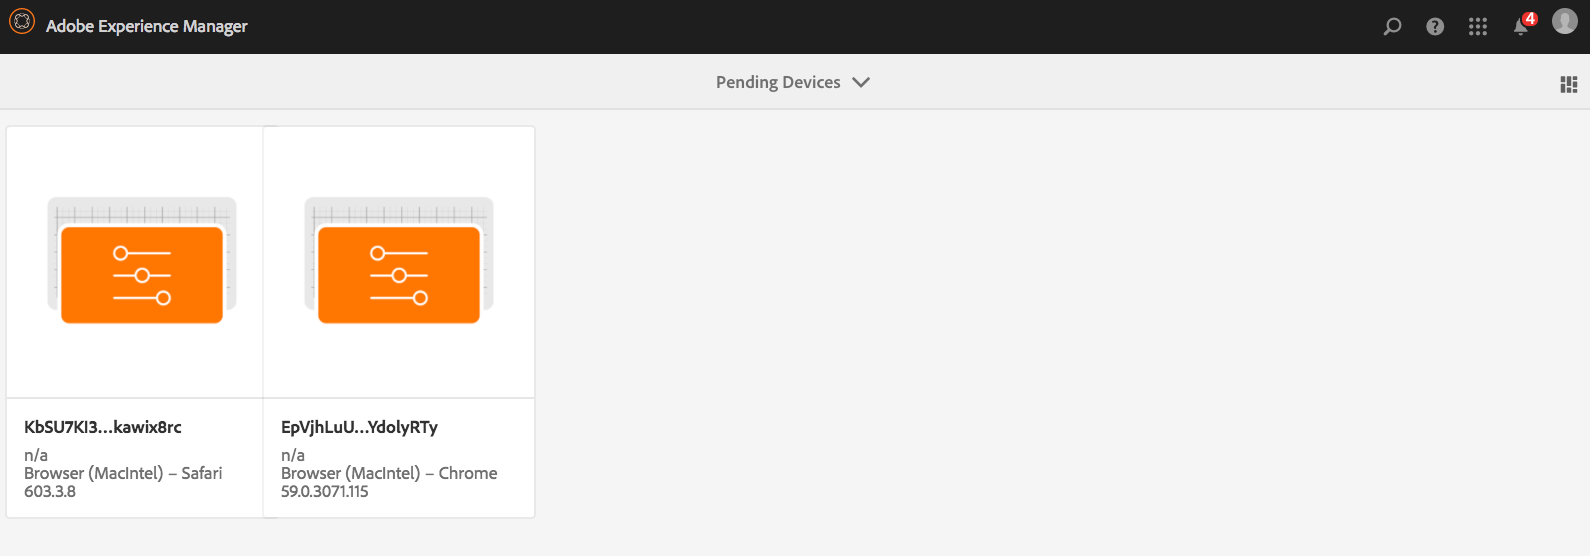 Adobe Experience Manager
4
Pending Devices
KbSU7KI3...kawix8rc
n/a
Browser (MacIntel) – Safari
603.3.8
EpVjhLuU...YdolyRTy
n/a
Browser (MacIntel) – Chrome
59.0.3071.115